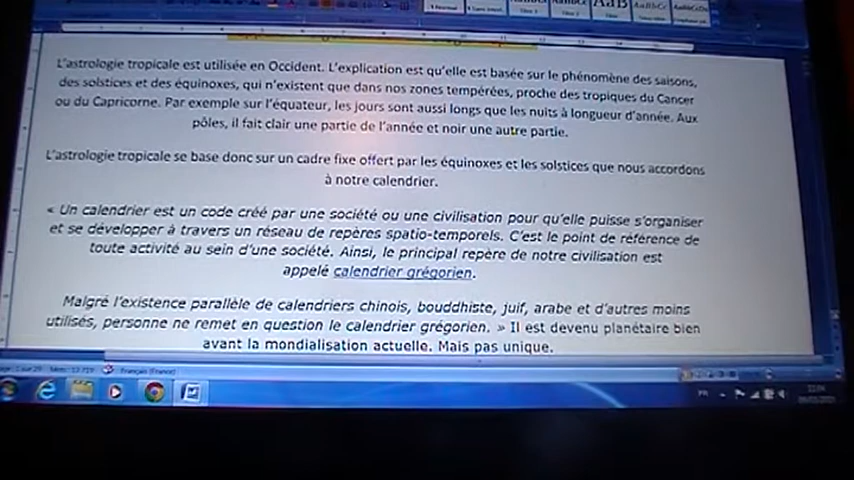 L'astrologie tropicale est utilisée en Occident. L'explication est qu'elle est basée sur le phénomène des saisons,
des solstices et des équinoxes, qui n'existent que dans nos zones tempérées, proche des tropiques du Cancer
ou du Capricorne. Par exemple sur l'équateur, les jours sont aussi longs que les nuits à longueur d'année. Aux
pôles, il fait clair une partie de l'année et noir une autre partie.
L'astrologie tropicale se base donc sur un cadre fixe offert par les équinoxes et les solstices que nous accordons
à notre calendrier.
« Un calendrier est un code créé par une société ou une civilisation pour qu'elle puisse s'organiser
et se développer à travers un réseau de repères spatio-temporels. C'est le point de référence de
toute activité au sein d'une société. Ainsi, le principal repère de notre civilisation est
appelé calendrier grégorien.
Malgré l'existence parallèle de calendriers chinois, bouddhiste, juif, arabe et d'autres moins
utilisés, personne ne remet en question le calendrier grégorien. » Il est devenu planétaire bien
avant la mondialisation actuelle. Mais pas unique.
Français (France)
FR